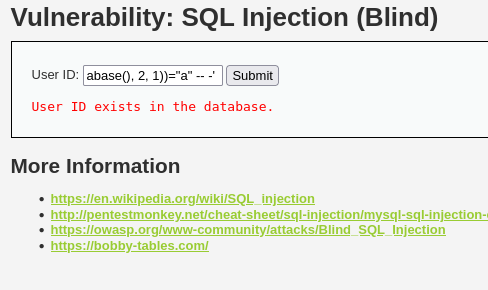 Vulnerability: SQL Injection (Blind)
User ID: abase(), 2, 1))="a" -- -' Submit
User ID exists in the database.
More Information
• https://en.wikipedia.org/wiki/SQL_injection
• http://pentestmonkey.net/cheat-sheet/sql-injection/mysql-sql-injection-
• https://owasp.org/www-community/attacks/Blind_SQL_Injection
• https://bobby-tables.com/